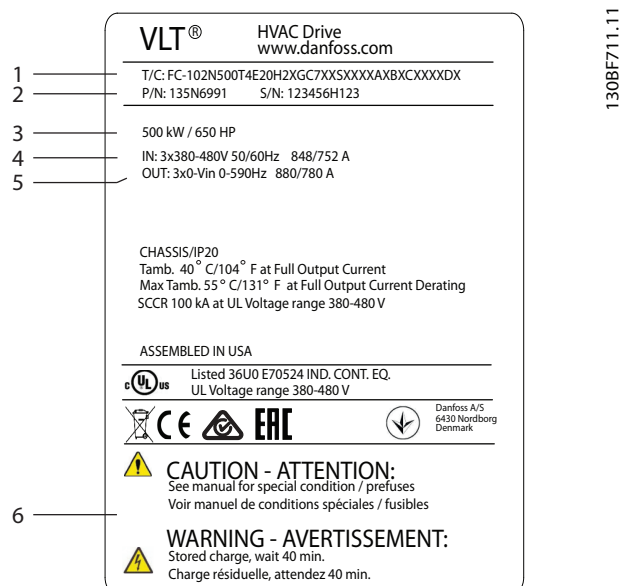 VLT® HVAC Drive
www.danfoss.com
1 T/C: FC-102N500T4E20H2XGC7XXSXXXXAXBXCXXXXDX
2 P/N: 135N6991 S/N: 123456H123
3 500 kW / 650 HP
4 IN: 3x380-480V 50/60Hz 848/752 A
5 OUT: 3x0-Vin 0-590Hz 880/780 A
CHASSIS/IP20
Tamb. 40° C/104° F at Full Output Current
Max Tamb. 55° C/131° F at Full Output Current Derating
SCCR 100 kA at UL Voltage range 380-480 V
ASSEMBLED IN USA
c UL us Listed 36U0 E70524 IND. CONT. EQ.
UL Voltage range 380-480 V
CE EAC
Danfoss A/S
6430 Nordborg
Denmark
CAUTION - ATTENTION:
See manual for special condition / prefuses
Voir manuel de conditions spéciales / fusibles
6
WARNING - AVERTISSEMENT:
Stored charge, wait 40 min.
Charge résiduelle, attendez 40 min.
130BF711.11